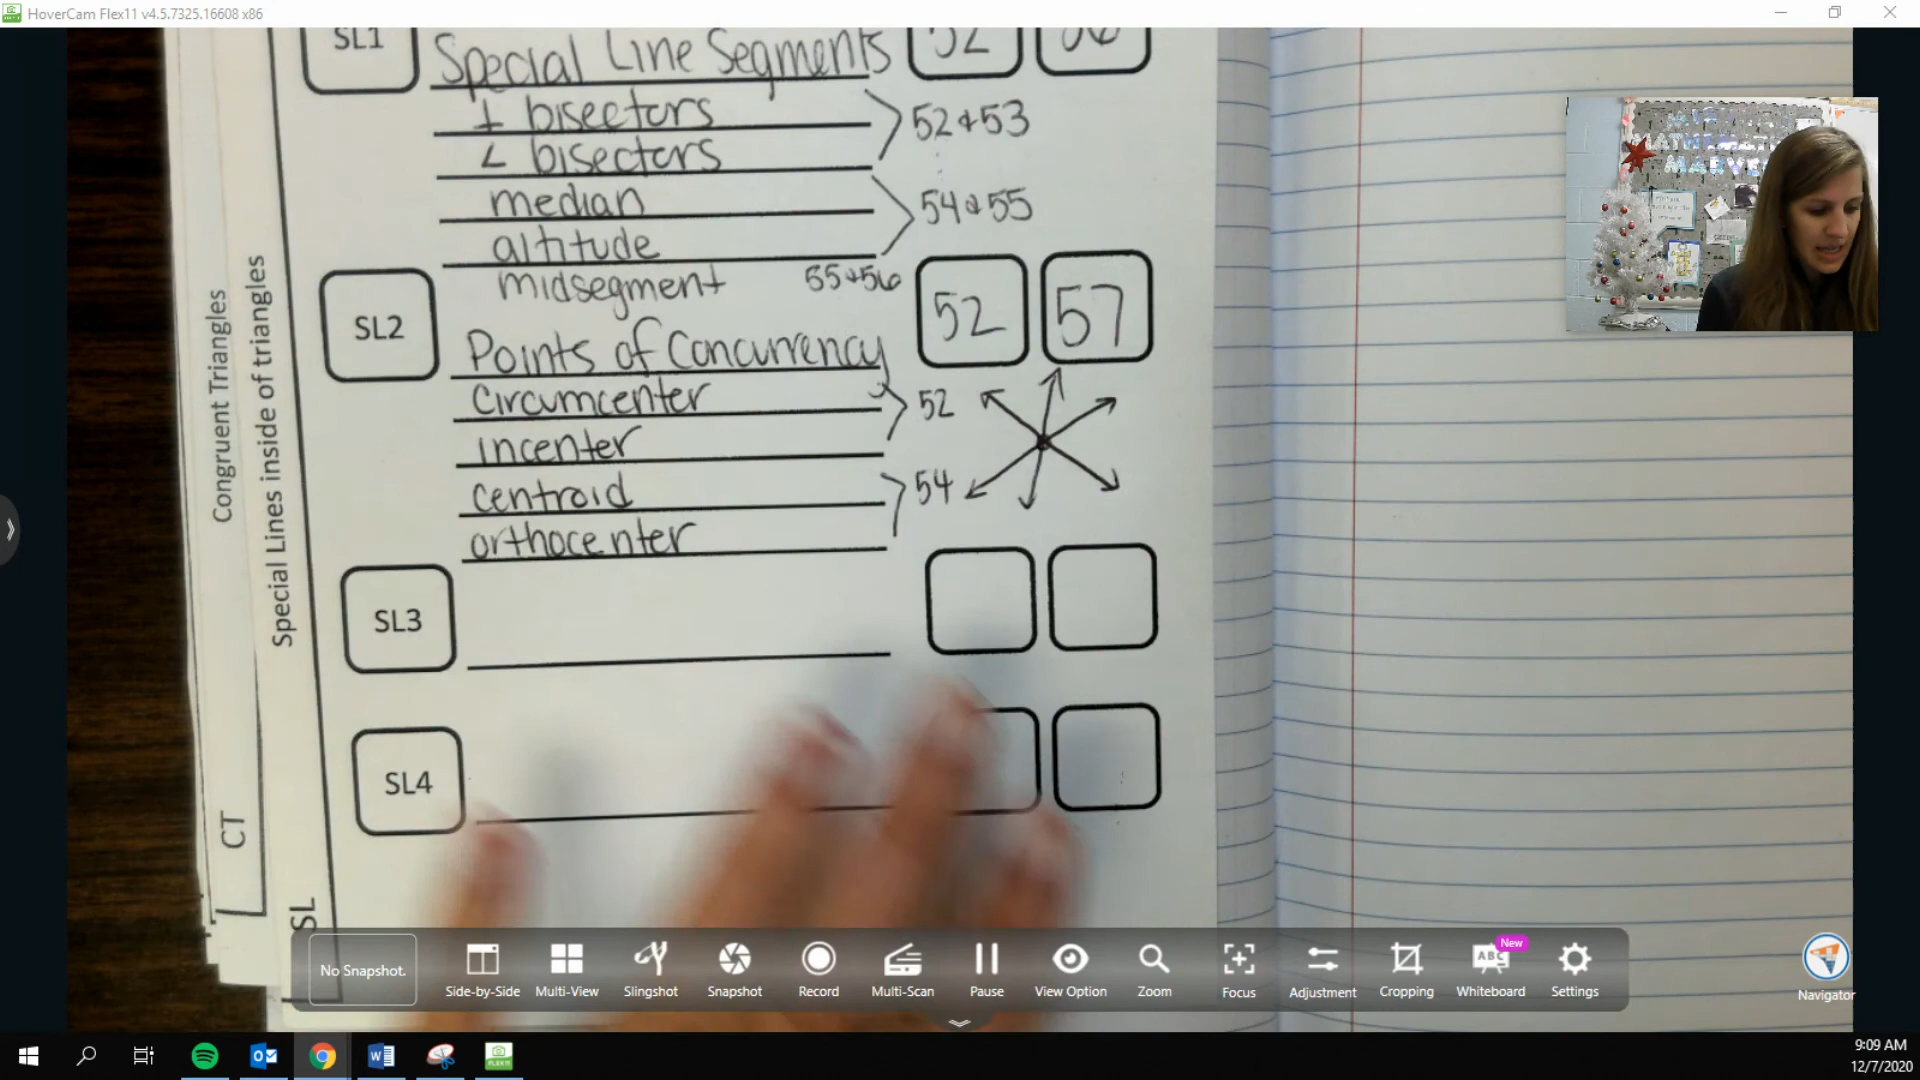 HoverCam Flex11 v4.5.7325.16608 x86
SL1
Special Line Segments
52
56
⊥ bisectors
52 + 53
∠ bisectors
median
54 + 55
altitude
midsegment 55 + 56
SL2
Points of Concurrency
52
57
circumcenter
52
incenter
centroid
54
orthocenter
SL3
SL4
Congruent Triangles
Special Lines inside of triangles
CT
SL
No Snapshot.
Side-by-Side
Multi-View
Slingshot
Snapshot
Record
Multi-Scan
Pause
View Option
Zoom
Focus
Adjustment
Cropping
New
ABC
Whiteboard
Settings
Navigator
9:09 AM
12/7/2020